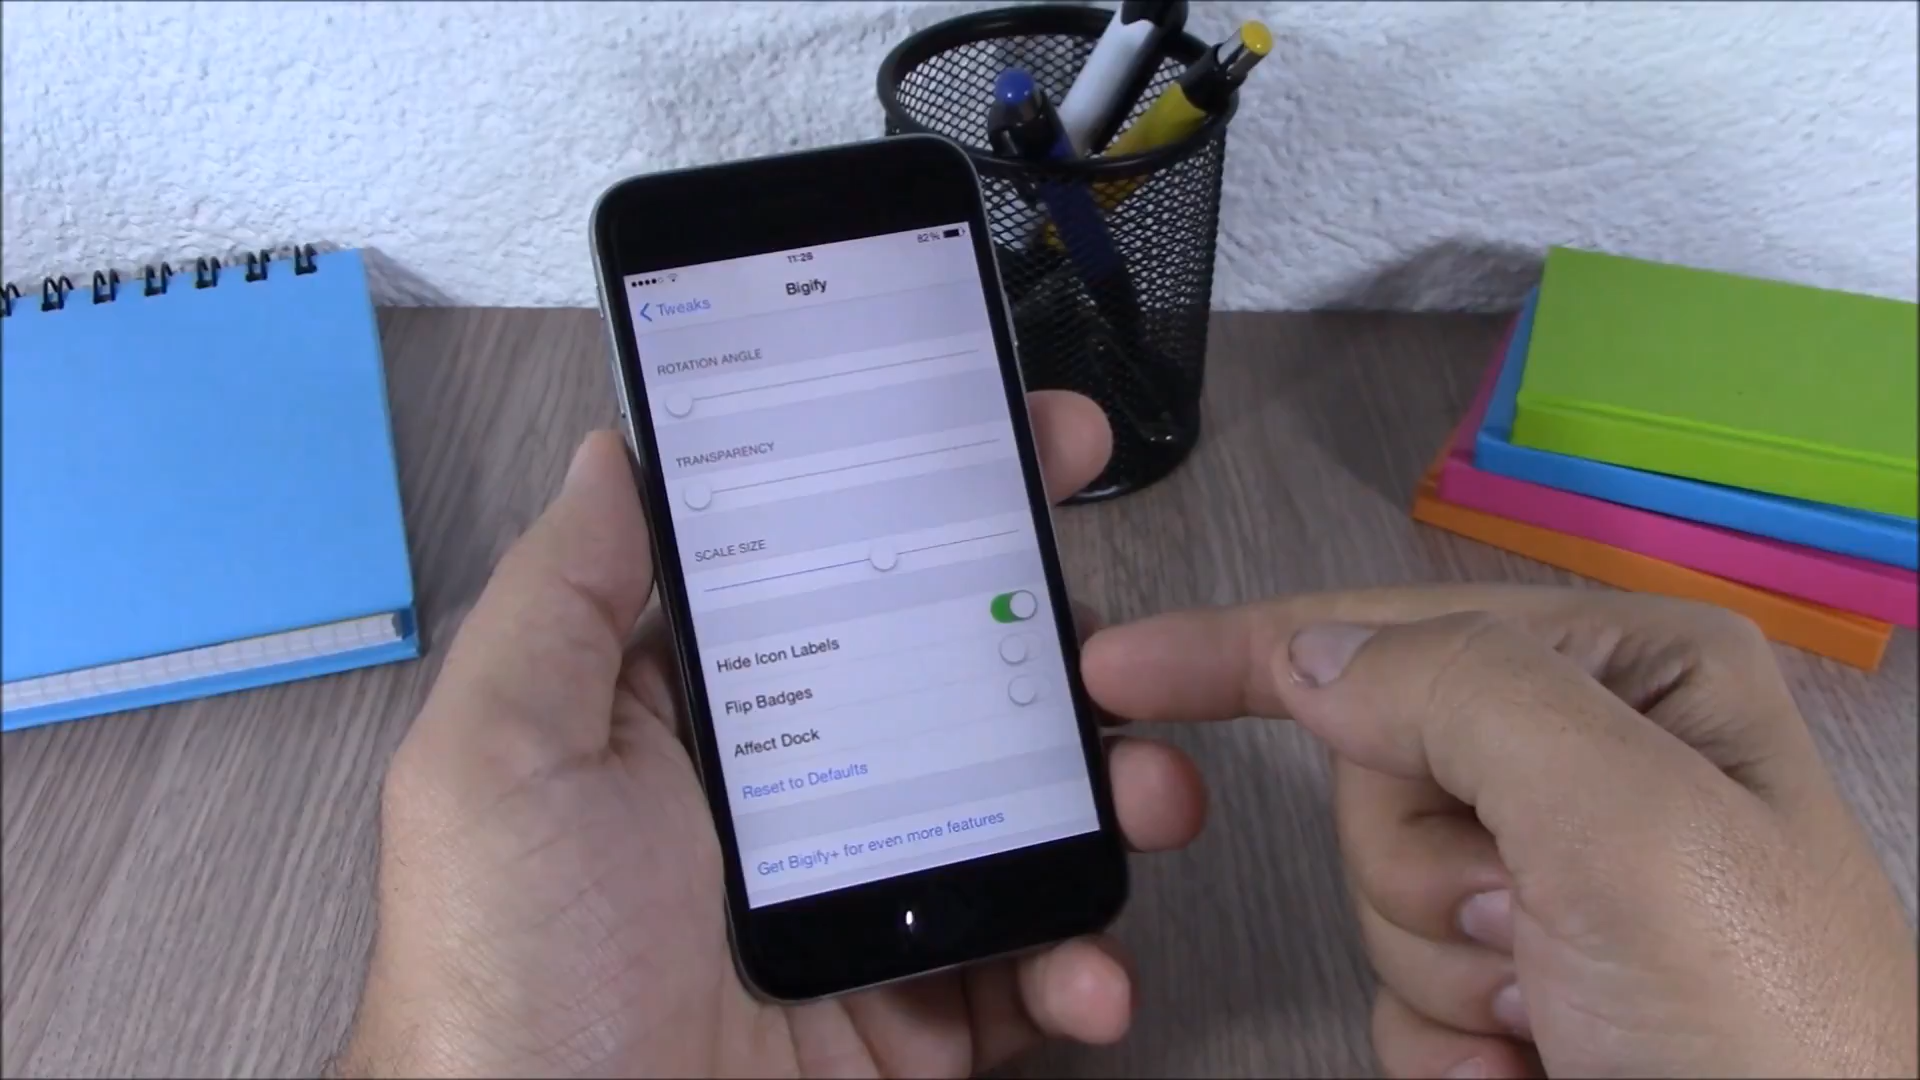 11:26
82%
Tweaks
Bigify
ROTATION ANGLE
TRANSPARENCY
SCALE SIZE
Hide Icon Labels
Flip Badges
Affect Dock
Reset to Defaults
Get Bigify+ for even more features